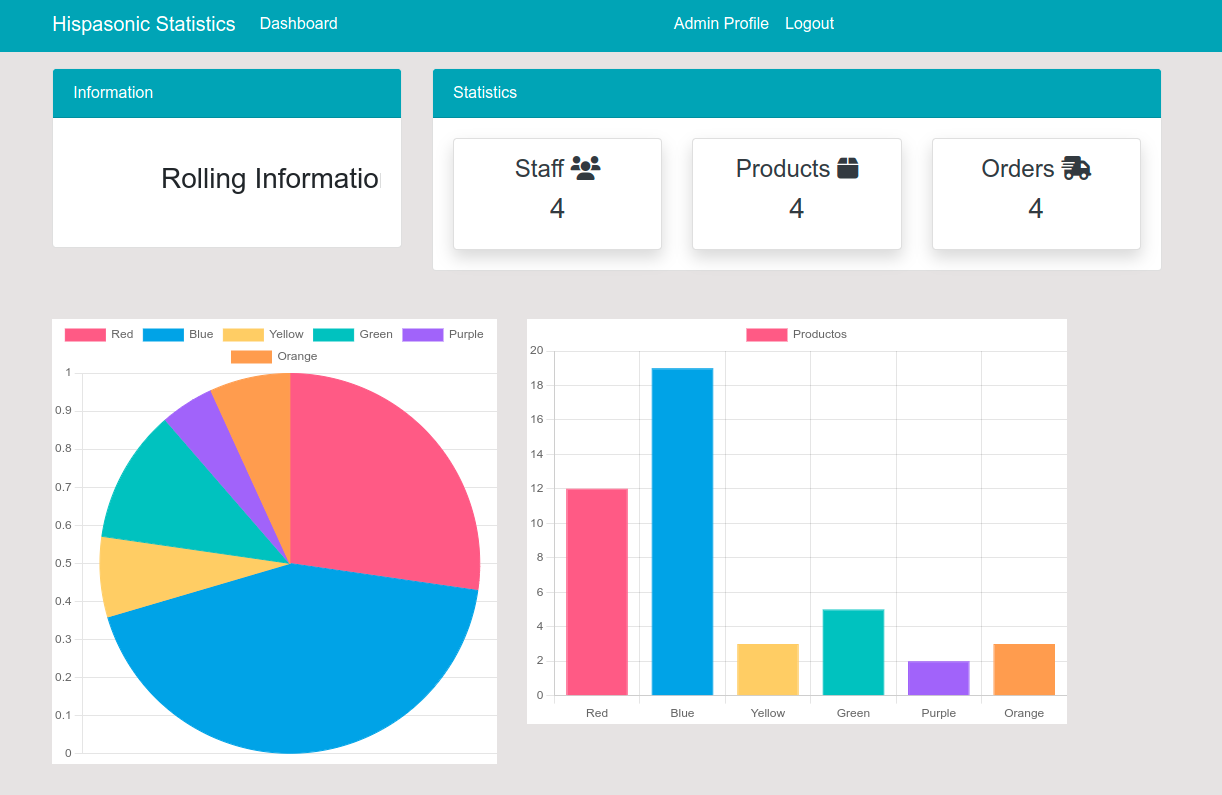 Hispasonic Statistics Dashboard Admin Profile Logout
Information
Rolling Informatio
Statistics
Staff
4
Products
4
Orders
4
Red Blue Yellow Green Purple
Orange
1
0.9
0.8
0.7
0.6
0.5
0.4
0.3
0.2
0.1
0
Productos
20
18
16
14
12
10
8
6
4
2
0
Red Blue Yellow Green Purple Orange